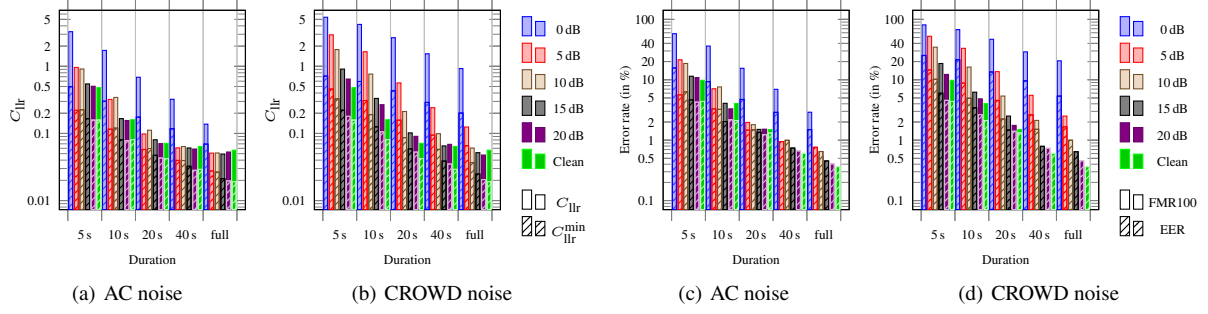 5
2
1
0.5
0.2
0.1
0.01
C_llr
5 s
10 s
20 s
40 s
full
Duration
(a) AC noise
5
2
1
0.5
0.2
0.1
0.01
C_llr
5 s
10 s
20 s
40 s
full
Duration
(b) CROWD noise
0 dB
5 dB
10 dB
15 dB
20 dB
Clean
C_llr
C_llr^min
100
40
20
10
5
2
1
0.5
0.1
Error rate (in %)
5 s
10 s
20 s
40 s
full
Duration
(c) AC noise
100
40
20
10
5
2
1
0.5
0.1
Error rate (in %)
5 s
10 s
20 s
40 s
full
Duration
(d) CROWD noise
0 dB
5 dB
10 dB
15 dB
20 dB
Clean
FMR100
EER